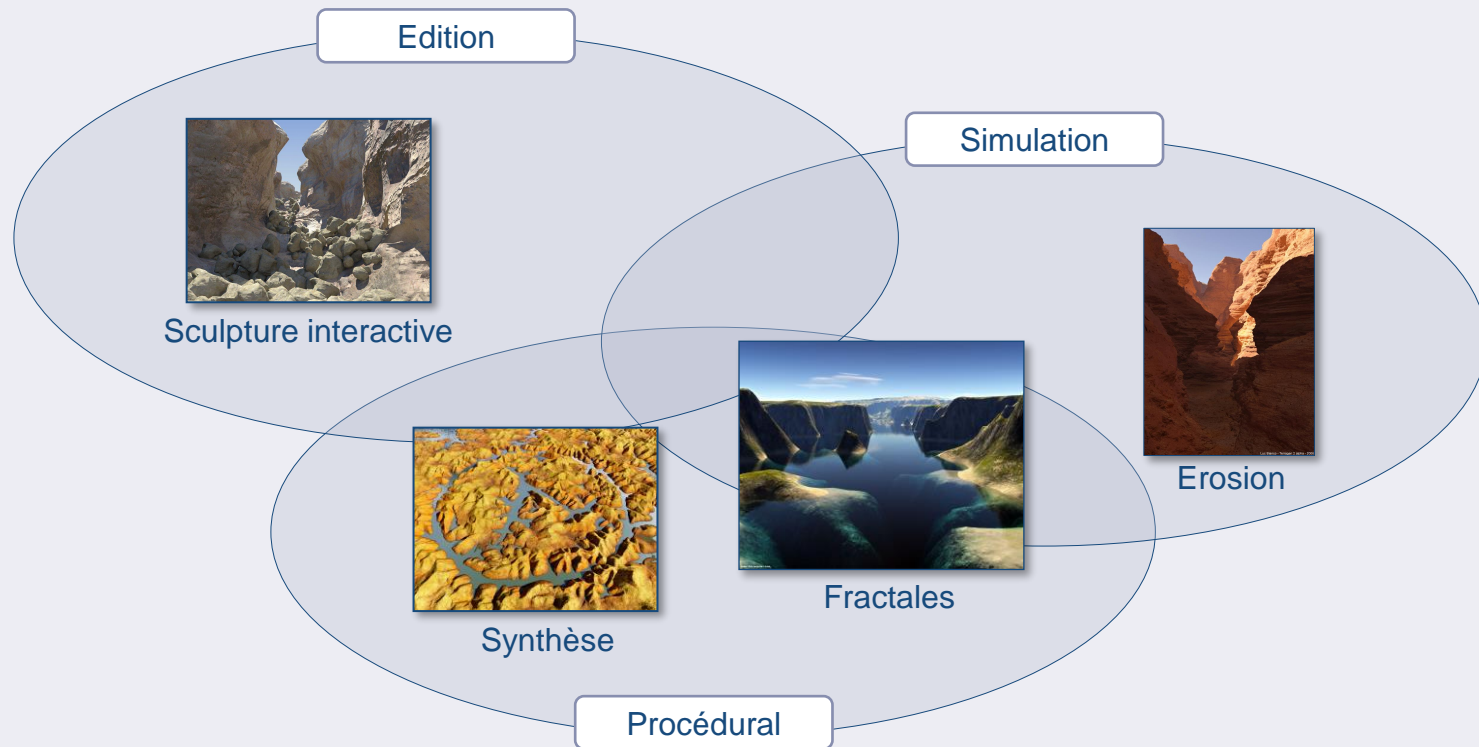 Edition
Simulation
Sculpture interactive
Erosion
Fractales
Synthèse
Procédural